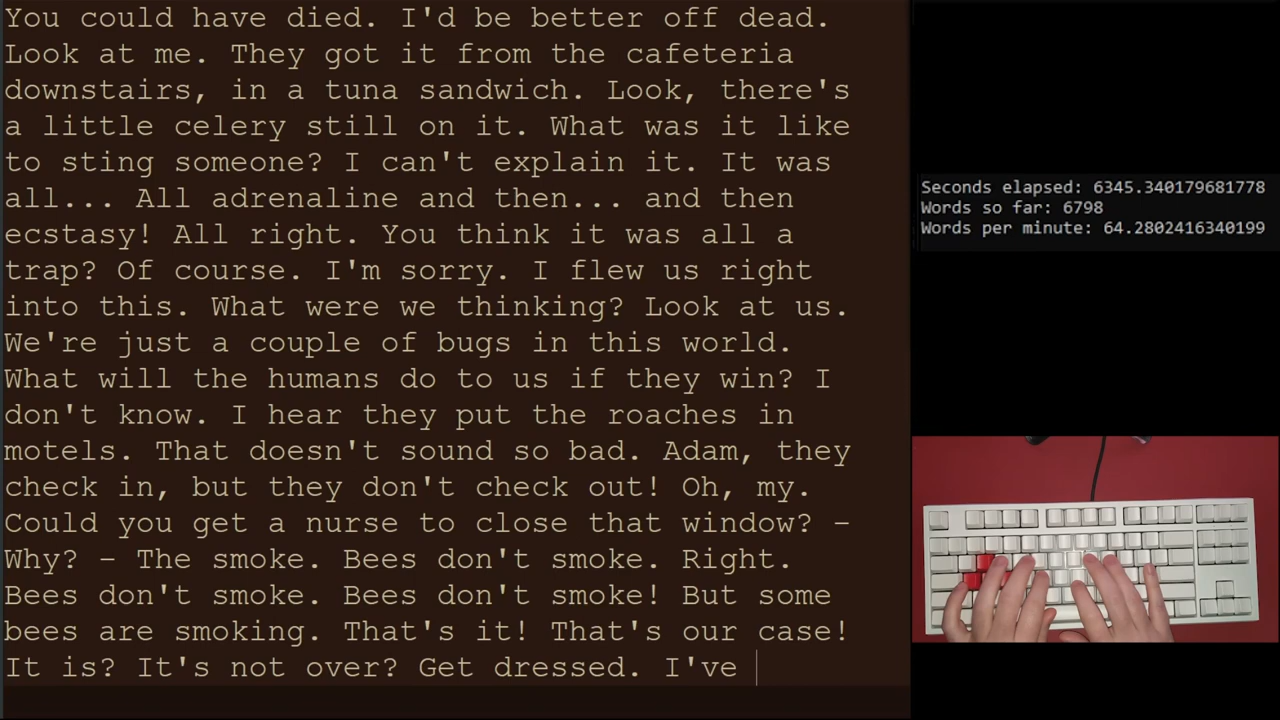 You could have died. I'd be better off dead.
Look at me. They got it from the cafeteria
downstairs, in a tuna sandwich. Look, there's
a little celery still on it. What was it like
to sting someone? I can't explain it. It was
all... All adrenaline and then... and then
ecstasy! All right. You think it was all a
trap? Of course. I'm sorry. I flew us right
into this. What were we thinking? Look at us.
We're just a couple of bugs in this world.
What will the humans do to us if they win? I
don't know. I hear they put the roaches in
motels. That doesn't sound so bad. Adam, they
check in, but they don't check out! Oh, my.
Could you get a nurse to close that window? -
Why? - The smoke. Bees don't smoke. Right.
Bees don't smoke. Bees don't smoke! But some
bees are smoking. That's it! That's our case!
It is? It's not over? Get dressed. I've
Seconds elapsed: 6345.340179681778
Words so far: 6798
Words per minute: 64.2802416340199